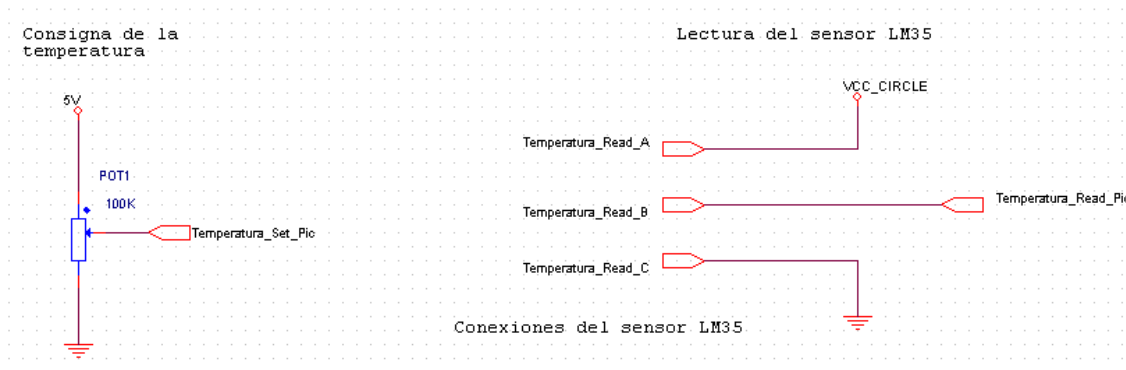 Consigna de la
temperatura
Lectura del sensor LM35
5V
VCC_CIRCLE
Temperatura_Read_A
POT1
100K
Temperatura_Read_B
Temperatura_Read_Pi
Temperatura_Set_Pic
Temperatura_Read_C
Conexiones del sensor LM35